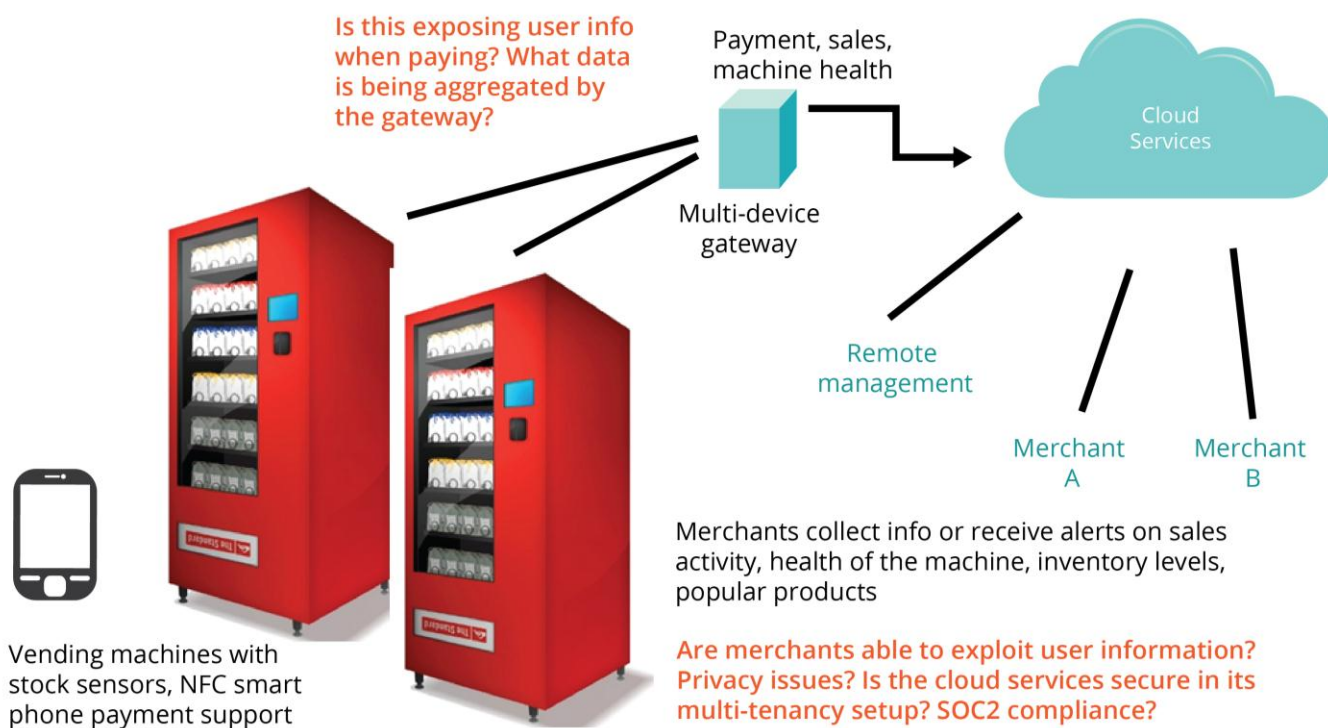 Is this exposing user info
when paying? What data
is being aggregated by
the gateway?
Payment, sales,
machine health
Cloud
Services
Multi-device
gateway
Remote
management
Merchant
A
Merchant
B
The Standard
The Standard
Vending machines with
stock sensors, NFC smart
phone payment support
Merchants collect info or receive alerts on sales
activity, health of the machine, inventory levels,
popular products
Are merchants able to exploit user information?
Privacy issues? Is the cloud services secure in its
multi-tenancy setup? SOC2 compliance?